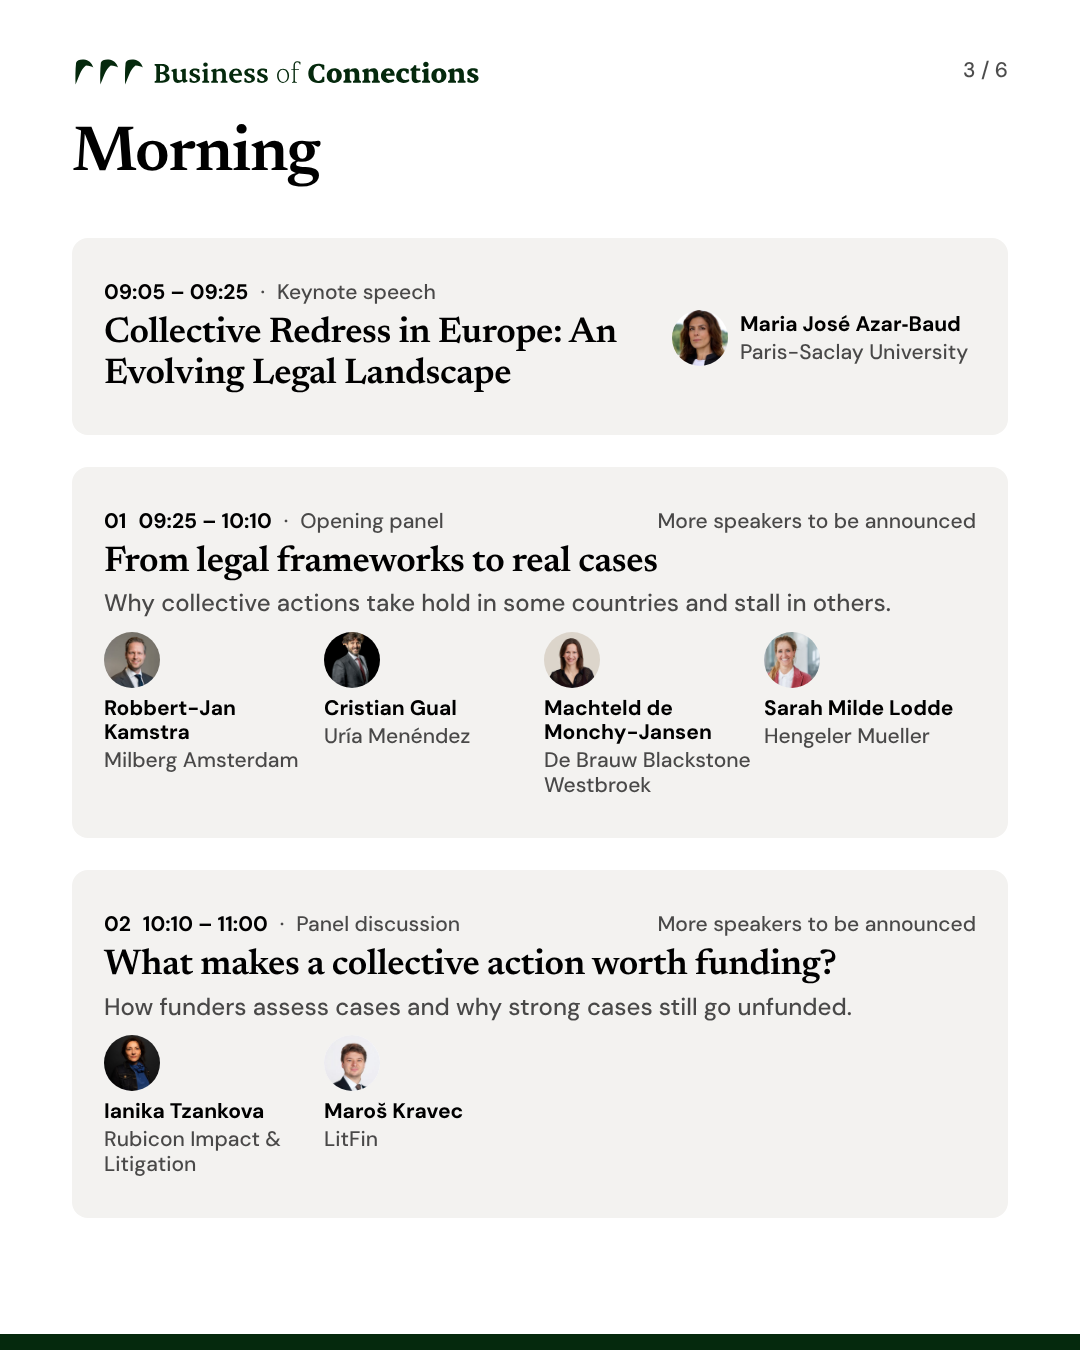 Business of Connections
3 / 6
Morning
09:05 – 09:25 · Keynote speech
Collective Redress in Europe: An
Evolving Legal Landscape
Maria José Azar-Baud
Paris-Saclay University
01 09:25 – 10:10 · Opening panel
More speakers to be announced
From legal frameworks to real cases
Why collective actions take hold in some countries and stall in others.
Robbert-Jan
Kamstra
Milberg Amsterdam
Cristian Gual
Uría Menéndez
Machteld de
Monchy-Jansen
De Brauw Blackstone
Westbroek
Sarah Milde Lodde
Hengeler Mueller
02 10:10 – 11:00 · Panel discussion
More speakers to be announced
What makes a collective action worth funding?
How funders assess cases and why strong cases still go unfunded.
Ianika Tzankova
Rubicon Impact &
Litigation
Maroš Kravec
LitFin